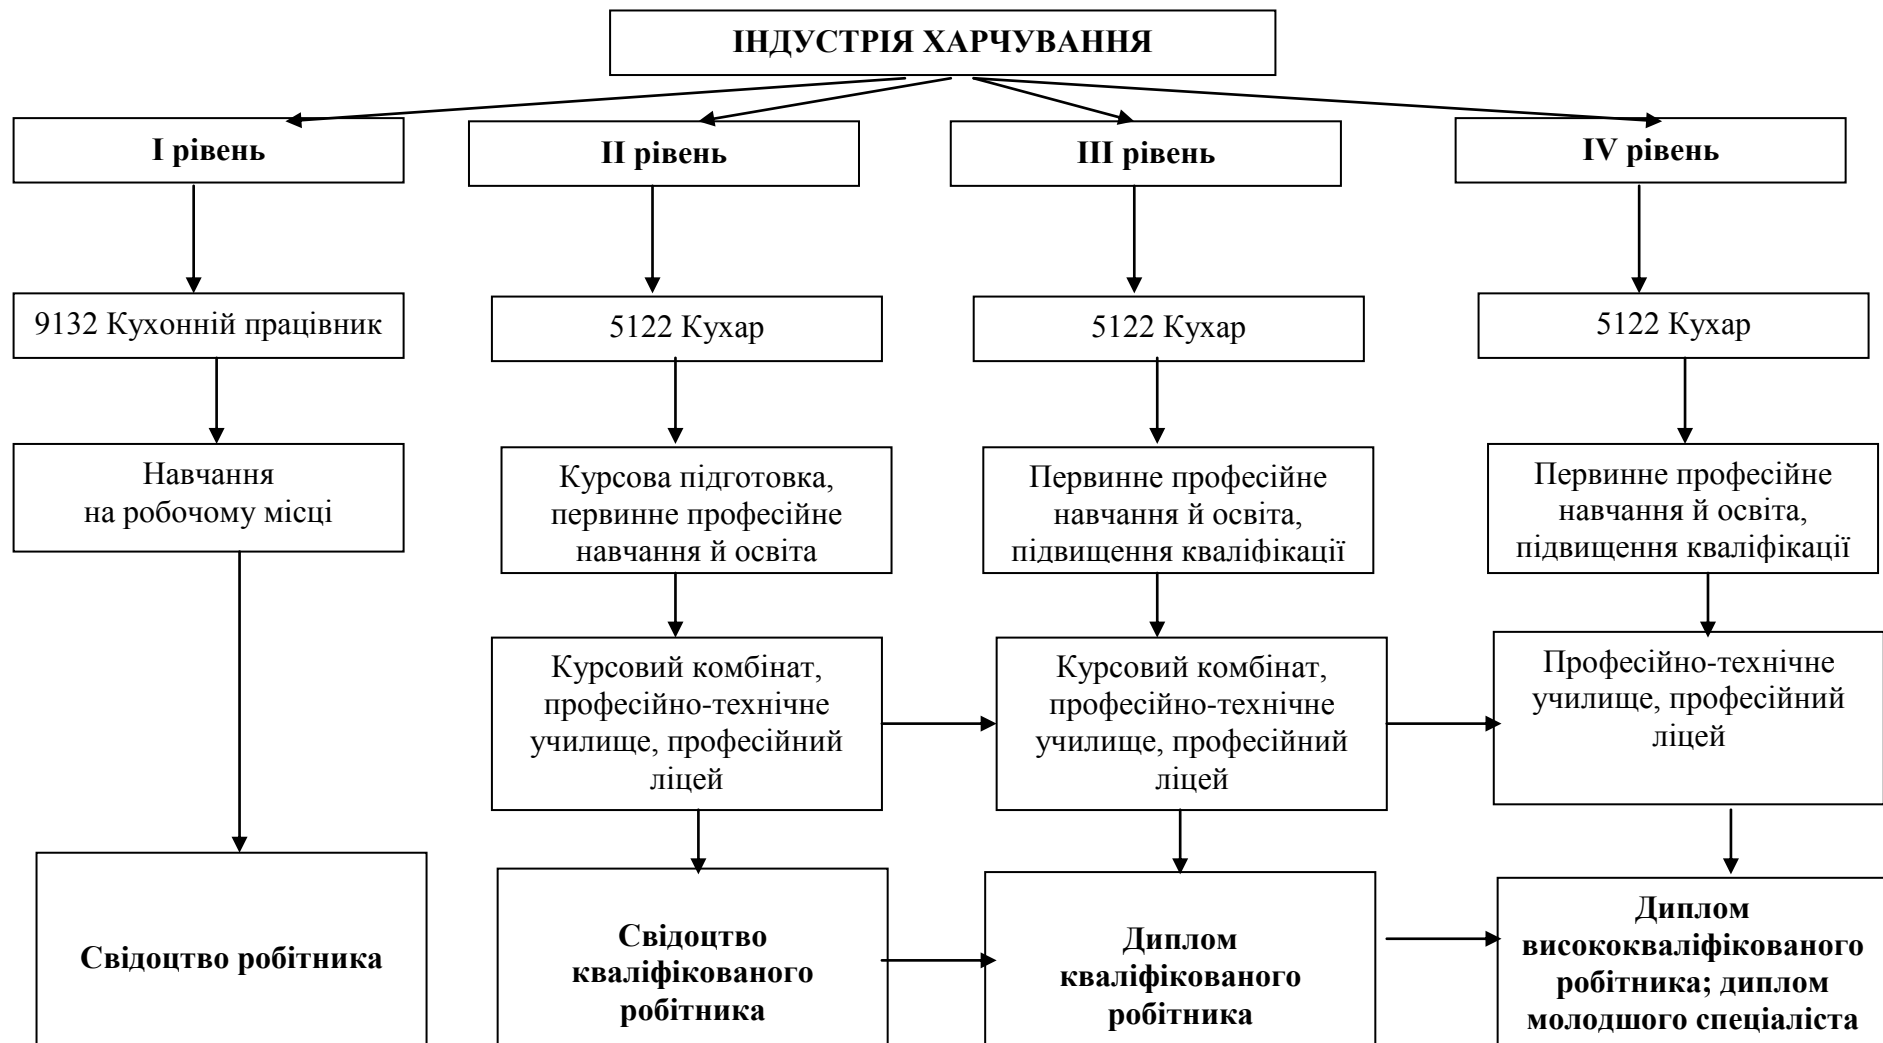 ІНДУСТРІЯ ХАРЧУВАННЯ
І рівень
ІІ рівень
ІІІ рівень
IV рівень
9132 Кухонній працівник
5122 Кухар
5122 Кухар
5122 Кухар
Навчання
на робочому місці
Курсова підготовка,
первинне професійне
навчання й освіта
Первинне професійне
навчання й освіта,
підвищення кваліфікації
Первинне професійне
навчання й освіта,
підвищення кваліфікації
Курсовий комбінат,
професійно-технічне
училище, професійний
ліцей
Курсовий комбінат,
професійно-технічне
училище, професійний
ліцей
Професійно-технічне
училище, професійний
ліцей
Свідоцтво робітника
Свідоцтво
кваліфікованого
робітника
Диплом
кваліфікованого
робітника
Диплом
висококваліфікованого
робітника; диплом
молодшого спеціаліста